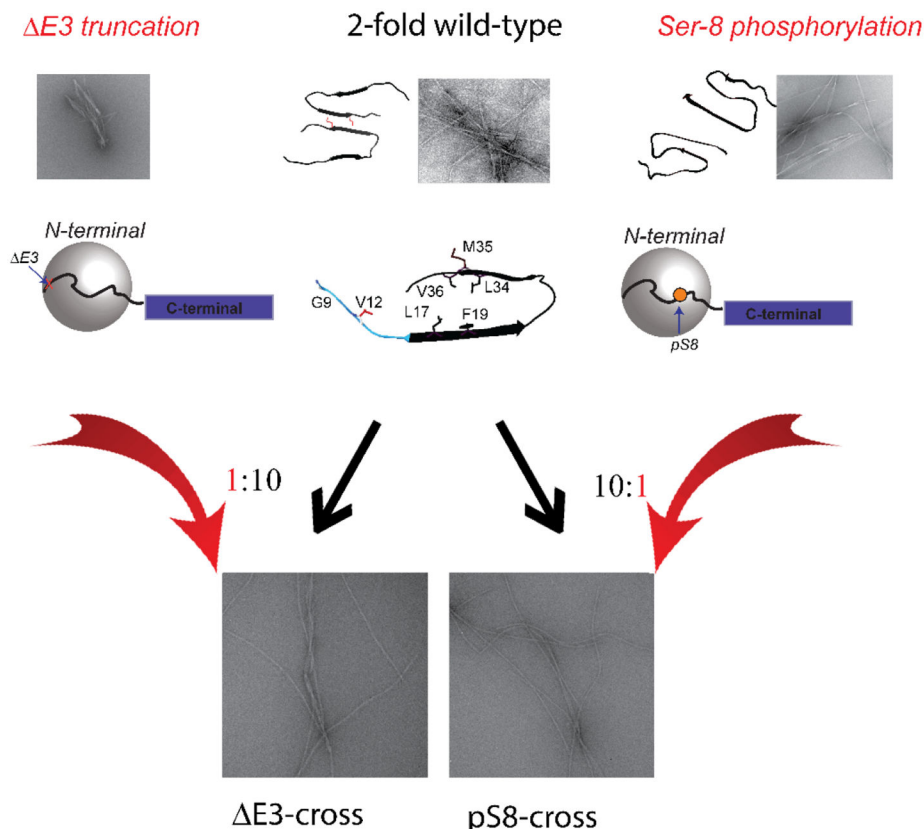 ΔE3 truncation
2-fold wild-type
Ser-8 phosphorylation
N-terminal
ΔE3
C-terminal
G9
V12
L17
F19
V36
M35
L34
N-terminal
C-terminal
pS8
1:10
10:1
ΔE3-cross
pS8-cross